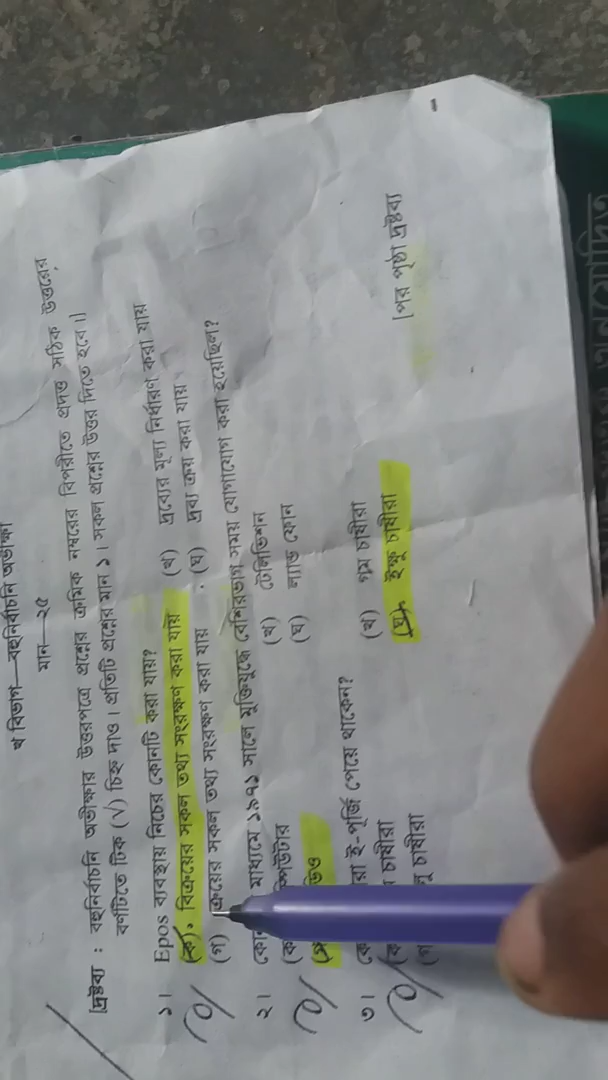 খ বিভাগ—বহুনির্বাচনি অভীক্ষা
মান—২৫
[দ্রষ্টব্য : বহুনির্বাচনি অভীক্ষার উত্তরপত্রে প্রশ্নের ক্রমিক নম্বরের বিপরীতে প্রদত্ত সঠিক উত্তরের
বর্ণটিতে টিক (√) চিহ্ন দাও। প্রতিটি প্রশ্নের মান ১। সকল প্রশ্নের উত্তর দিতে হবে।]
১। Epos ব্যবস্থায় নিচের কোনটি করা যায়?
(ক) বিক্রয়ের সকল তথ্য সংরক্ষণ করা যায় (খ) দ্রব্যের মূল্য নির্ধারণ করা যায়
(গ) ক্রয়ের সকল তথ্য সংরক্ষণ করা যায় (ঘ) দ্রব্য ক্রয় করা যায়
২। মাধ্যমে ১৯৭১ সালে মুক্তিযুদ্ধে বেশিরভাগ সময় যোগাযোগ করা হয়েছিল?
(খ) টেলিভিশন
(ঘ) ল্যান্ড ফোন
৩। ই-পূর্জি পেয়ে থাকেন?
চাষীরা (খ) গম চাষীরা
চাষীরা (ঘ) ইক্ষু চাষীরা
[পর পৃষ্ঠা দ্রষ্টব্য